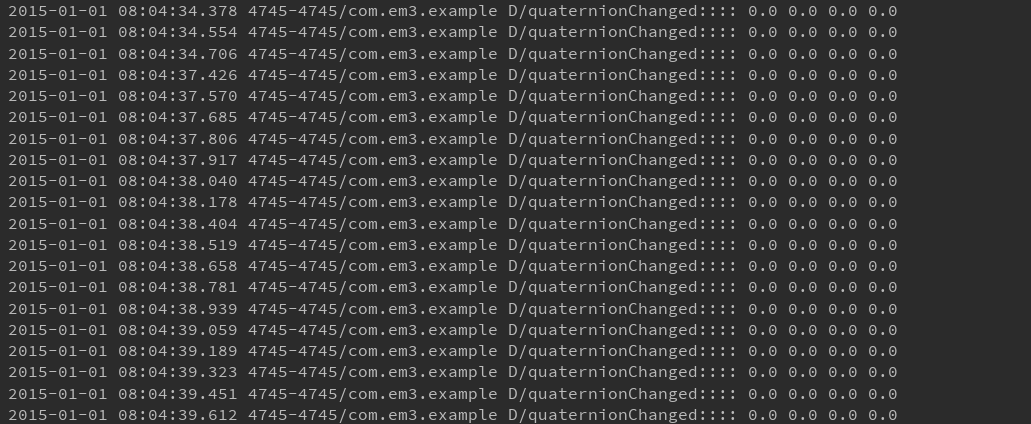 2015-01-01 08:04:34.378 4745-4745/com.em3.example D/quaternionChanged:::: 0.0 0.0 0.0 0.0
2015-01-01 08:04:34.554 4745-4745/com.em3.example D/quaternionChanged:::: 0.0 0.0 0.0 0.0
2015-01-01 08:04:34.706 4745-4745/com.em3.example D/quaternionChanged:::: 0.0 0.0 0.0 0.0
2015-01-01 08:04:37.426 4745-4745/com.em3.example D/quaternionChanged:::: 0.0 0.0 0.0 0.0
2015-01-01 08:04:37.570 4745-4745/com.em3.example D/quaternionChanged:::: 0.0 0.0 0.0 0.0
2015-01-01 08:04:37.685 4745-4745/com.em3.example D/quaternionChanged:::: 0.0 0.0 0.0 0.0
2015-01-01 08:04:37.806 4745-4745/com.em3.example D/quaternionChanged:::: 0.0 0.0 0.0 0.0
2015-01-01 08:04:37.917 4745-4745/com.em3.example D/quaternionChanged:::: 0.0 0.0 0.0 0.0
2015-01-01 08:04:38.040 4745-4745/com.em3.example D/quaternionChanged:::: 0.0 0.0 0.0 0.0
2015-01-01 08:04:38.178 4745-4745/com.em3.example D/quaternionChanged:::: 0.0 0.0 0.0 0.0
2015-01-01 08:04:38.404 4745-4745/com.em3.example D/quaternionChanged:::: 0.0 0.0 0.0 0.0
2015-01-01 08:04:38.519 4745-4745/com.em3.example D/quaternionChanged:::: 0.0 0.0 0.0 0.0
2015-01-01 08:04:38.658 4745-4745/com.em3.example D/quaternionChanged:::: 0.0 0.0 0.0 0.0
2015-01-01 08:04:38.781 4745-4745/com.em3.example D/quaternionChanged:::: 0.0 0.0 0.0 0.0
2015-01-01 08:04:38.939 4745-4745/com.em3.example D/quaternionChanged:::: 0.0 0.0 0.0 0.0
2015-01-01 08:04:39.059 4745-4745/com.em3.example D/quaternionChanged:::: 0.0 0.0 0.0 0.0
2015-01-01 08:04:39.189 4745-4745/com.em3.example D/quaternionChanged:::: 0.0 0.0 0.0 0.0
2015-01-01 08:04:39.323 4745-4745/com.em3.example D/quaternionChanged:::: 0.0 0.0 0.0 0.0
2015-01-01 08:04:39.451 4745-4745/com.em3.example D/quaternionChanged:::: 0.0 0.0 0.0 0.0
2015-01-01 08:04:39.612 4745-4745/com.em3.example D/quaternionChanged:::: 0.0 0.0 0.0 0.0